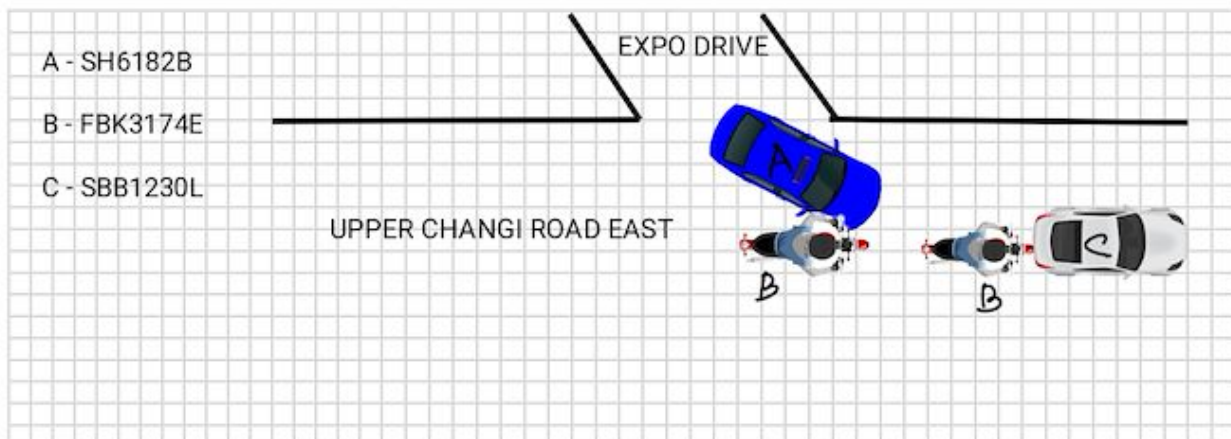 EXPO DRIVE
A - SH6182B
B - FBK3174E
C - SBB1230L
UPPER CHANGI ROAD EAST
A
B
B
C